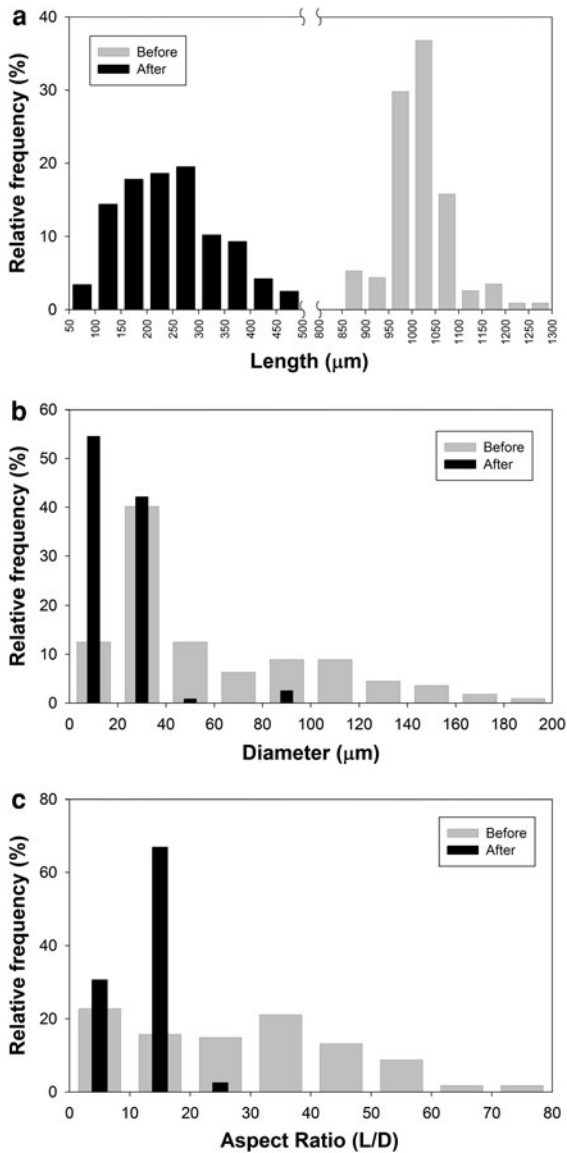 a
Relative frequency (%)
40
30
20
10
0
Before
After
50
100
150
200
250
300
350
400
450
500
800
850
900
950
1000
1050
1100
1150
1200
1250
1300
Length (μm)
b
Relative frequency (%)
60
50
40
30
20
10
0
Before
After
0 20 40 60 80 100 120 140 160 180 200
Diameter (μm)
c
Relative frequency (%)
80
60
40
20
0
Before
After
0 10 20 30 40 50 60 70 80
Aspect Ratio (L/D)